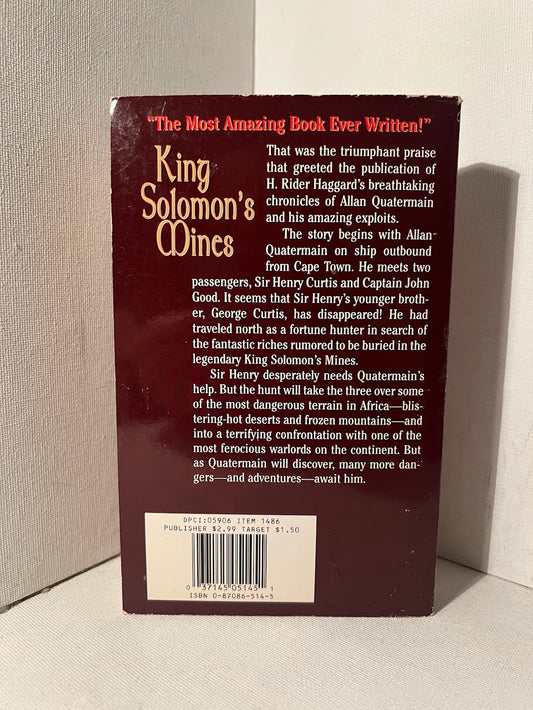 "The Most Amazing Book Ever Written!"
King
Solomon's
Mines
That was the triumphant praise
that greeted the publication of
H. Rider Haggard's breathtaking
chronicles of Allan Quatermain
and his amazing exploits.
The story begins with Allan
Quatermain on ship outbound
from Cape Town. He meets two
passengers, Sir Henry Curtis and Captain John
Good. It seems that Sir Henry's younger broth-
er, George Curtis, has disappeared! He had
traveled north as a fortune hunter in search of
the fantastic riches rumored to be buried in the
legendary King Solomon's Mines.
Sir Henry desperately needs Quatermain's
help. But the hunt will take the three over some
of the most dangerous terrain in Africa—blis-
tering-hot deserts and frozen mountains—and
into a terrifying confrontation with one of the
most ferocious warlords on the continent. But
as Quatermain will discover, many more dan-
gers—and adventures—await him.
DPCI:05906 ITEM 1486
PUBLISHER $2.99 TARGET $1.50
0 37145 05145 1
ISBN 0-87086-514-5